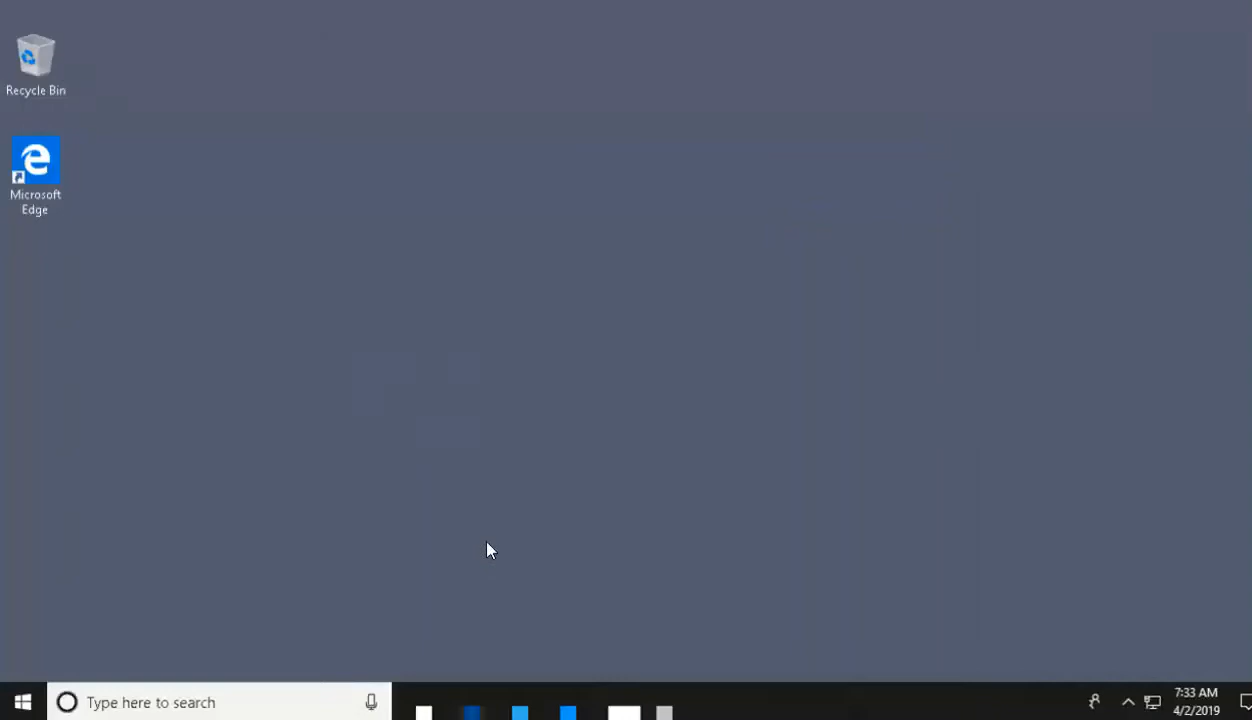 Recycle Bin
Microsoft
Edge
Type here to search
7:33 AM
4/2/2019